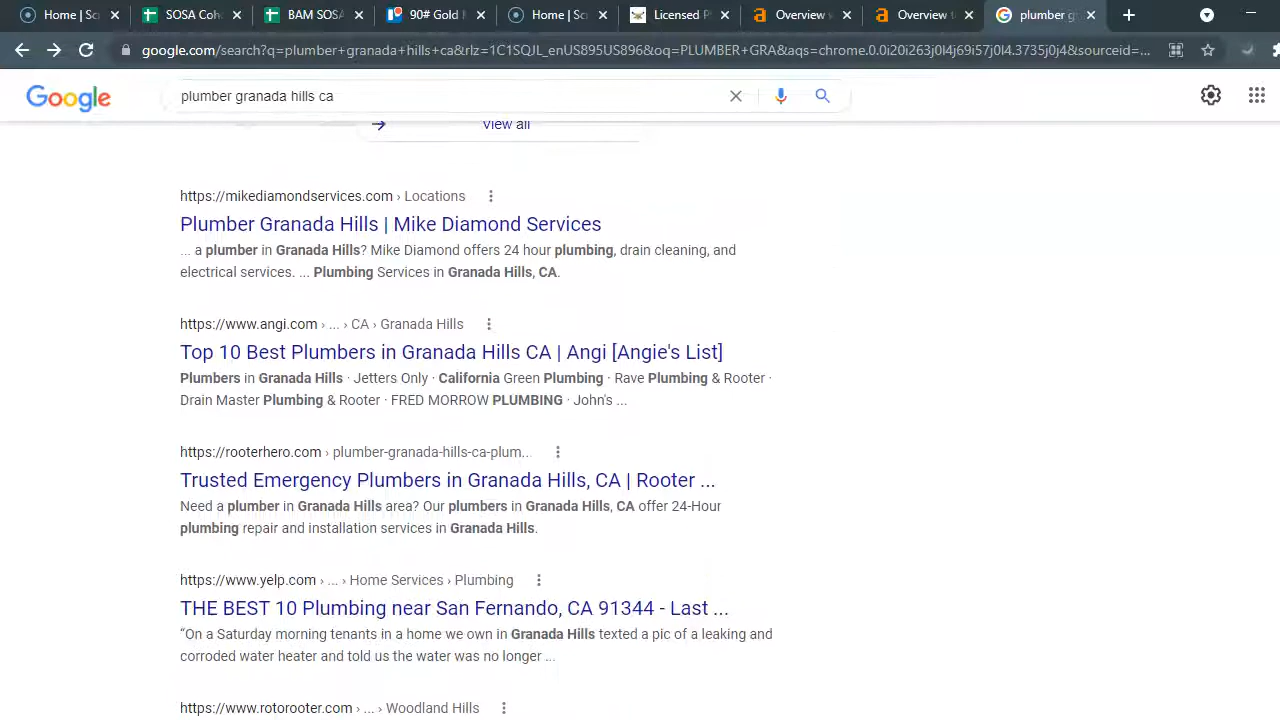 Home | Sc
SOSA Coh
BAM SOSA
90# Gold
Home | Sc
Licensed P
Overview
Overview
plumber g
google.com/search?q=plumber+granada+hills+ca&rlz=1C1SQJL_enUS895US896&oq=PLUMBER+GRA&aqs=chrome.0.0i20i263j0l4j69i57j0l4.3735j0j4&sourceid=...
Google
plumber granada hills ca
View all
https://mikediamondservices.com › Locations
Plumber Granada Hills | Mike Diamond Services
... a plumber in Granada Hills? Mike Diamond offers 24 hour plumbing, drain cleaning, and
electrical services. ... Plumbing Services in Granada Hills, CA.
https://www.angi.com › ... › CA › Granada Hills
Top 10 Best Plumbers in Granada Hills CA | Angi [Angie's List]
Plumbers in Granada Hills · Jetters Only · California Green Plumbing · Rave Plumbing & Rooter ·
Drain Master Plumbing & Rooter · FRED MORROW PLUMBING · John's ...
https://rooterhero.com › plumber-granada-hills-ca-plum...
Trusted Emergency Plumbers in Granada Hills, CA | Rooter ...
Need a plumber in Granada Hills area? Our plumbers in Granada Hills, CA offer 24-Hour
plumbing repair and installation services in Granada Hills.
https://www.yelp.com › ... › Home Services › Plumbing
THE BEST 10 Plumbing near San Fernando, CA 91344 - Last ...
“On a Saturday morning tenants in a home we own in Granada Hills texted a pic of a leaking and
corroded water heater and told us the water was no longer ...
https://www.rotorooter.com › ... › Woodland Hills